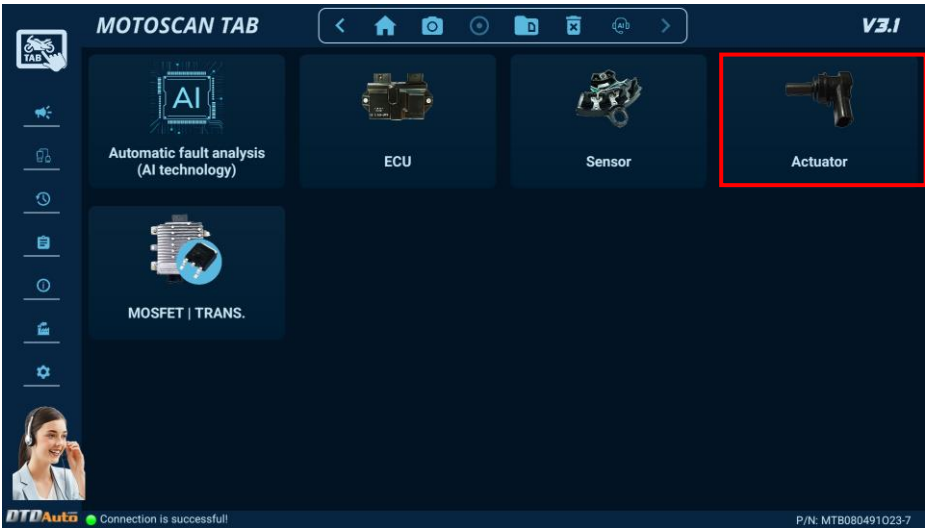 MOTOSCAN TAB
V3.1
TAB
AI
D
AI
Automatic fault analysis
(AI technology)
ECU
Sensor
Actuator
MOSFET | TRANS.
DTDAuto
Connection is successful!
P/N: MTB080491O23-7